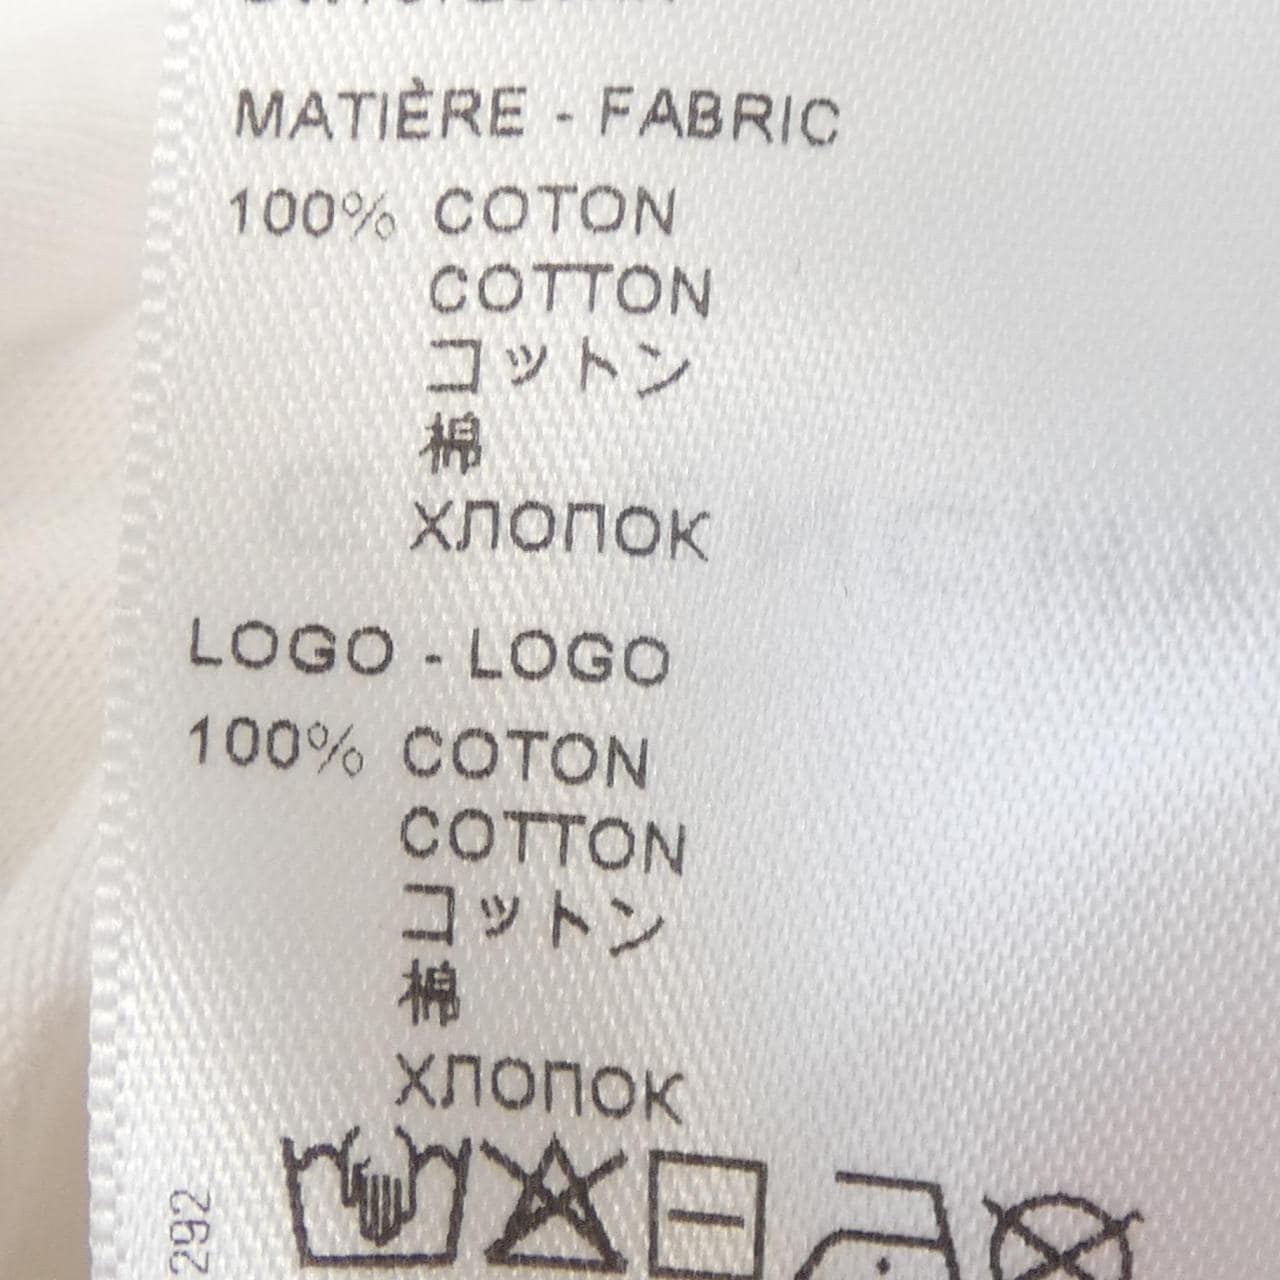 MATIÈRE - FABRIC
100% COTON
COTTON
コットン
棉
ХЛОПОК
LOGO - LOGO
100% COTON
COTTON
コットン
棉
ХЛОПОК
292